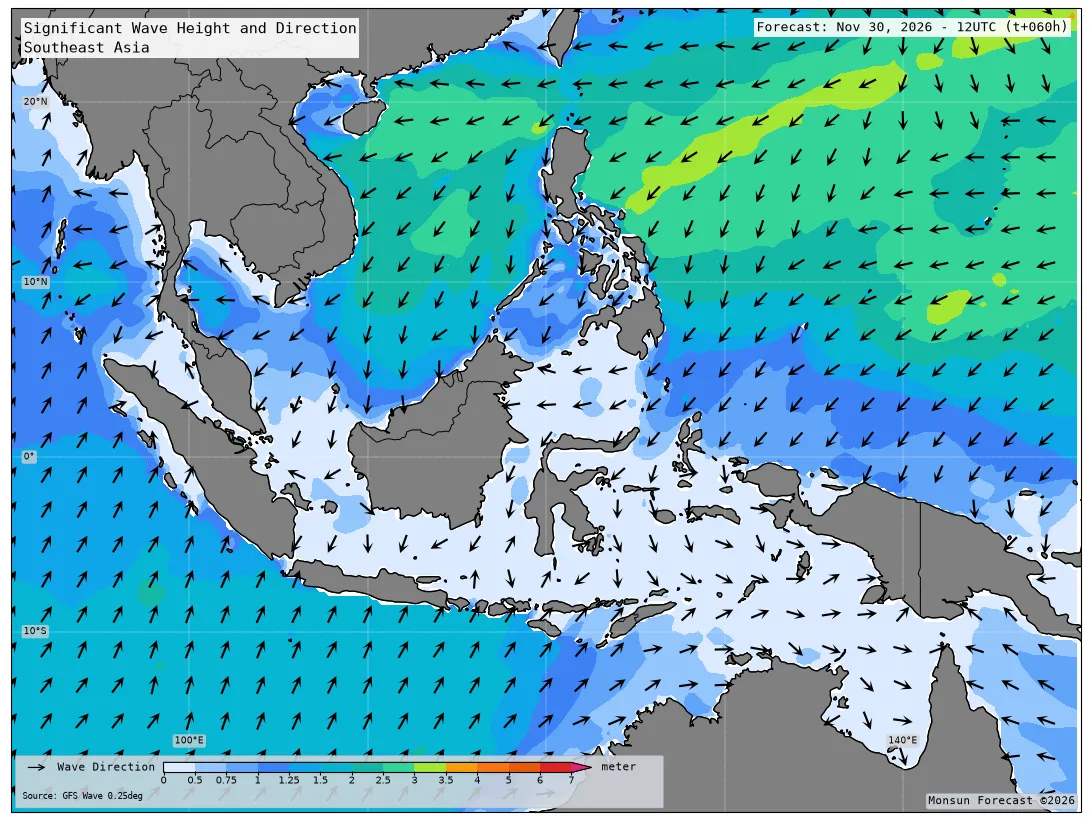 Significant Wave Height and Direction
Southeast Asia
Forecast: Nov 30, 2026 - 12UTC (t+060h)
20°N
10°N
0°
10°S
100°E
140°E
Wave Direction
meter
0 0.5 0.75 1 1.25 1.5 2 2.5 3 3.5 4 5 6 7
Source: GFS Wave 0.25deg
Monsun Forecast ©2026